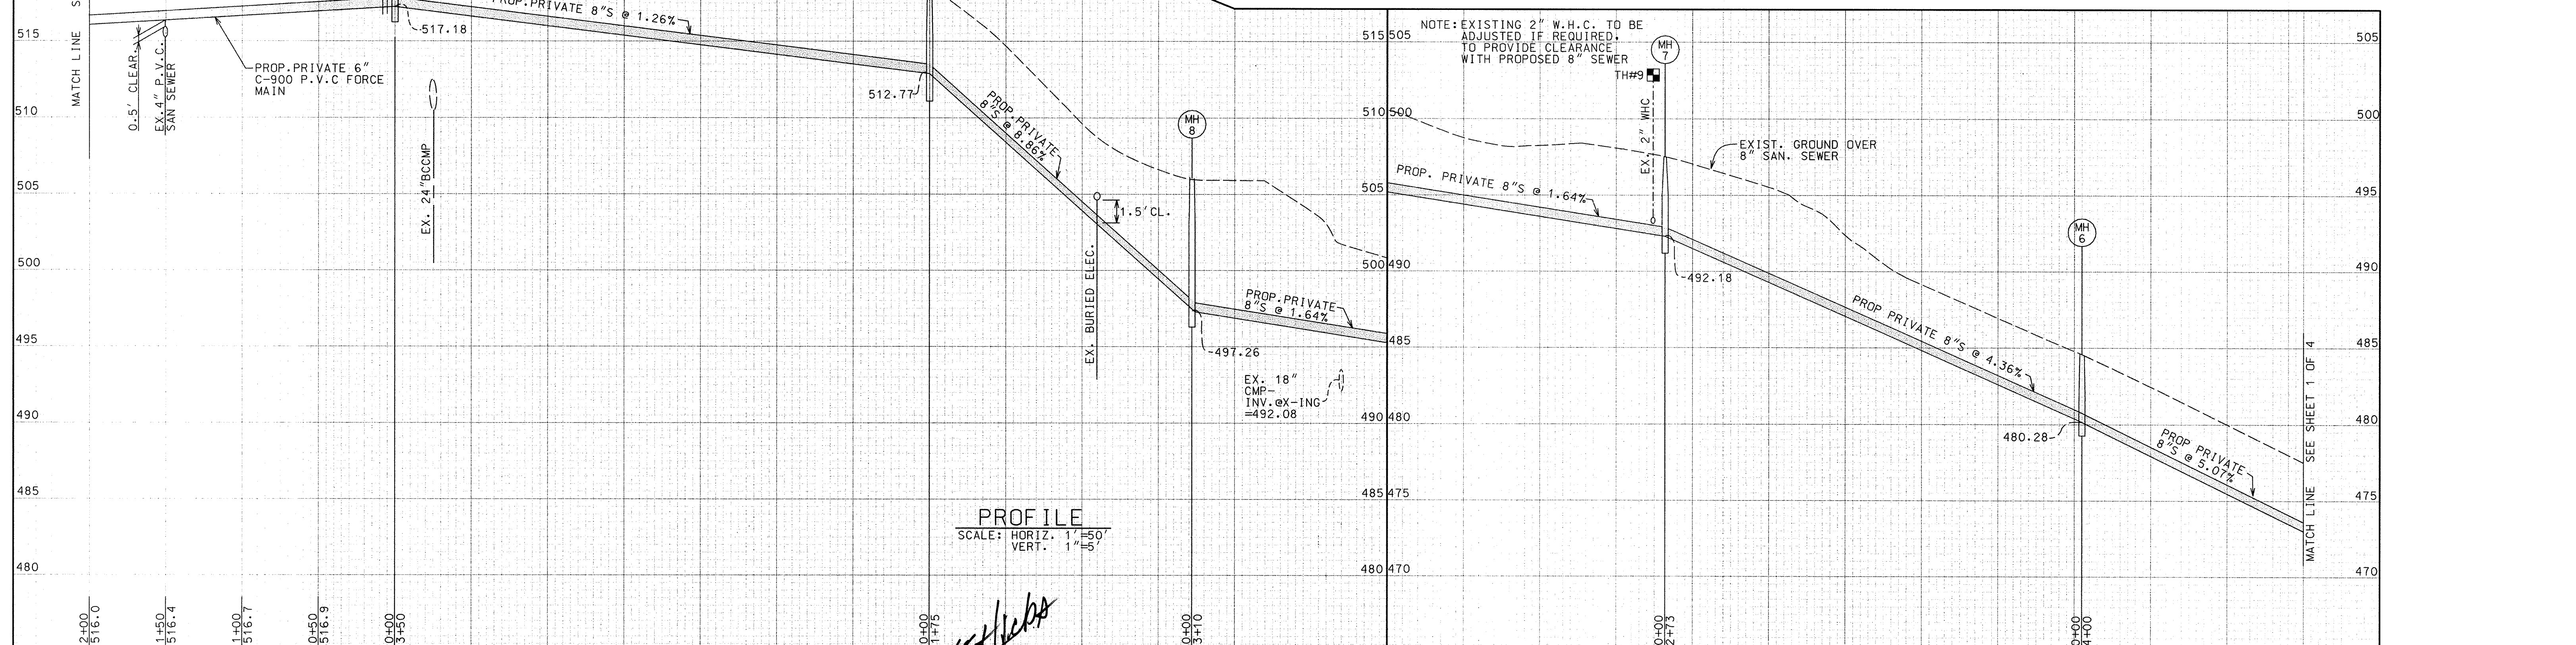 515
510
505
500
495
490
485
480
MATCH LINE S
0.5' CLEAR.
EX.4" P.V.C.
SAN SEWER
PROP.PRIVATE 6"
C-900 P.V.C FORCE
MAIN
517.18
EX. 24"BCCMP
PROP.PRIVATE 8"S @ 1.26%
512.77
PROP.PRIVATE
8"S @ 8.86%
EX. BURIED ELEC.
1.5'CL.
MH
8
497.26
PROP.PRIVATE
8"S @ 1.64%
EX. 18"
CMP-
INV.@X-ING
=492.08
515 505
510 500
505
500 490
485
490 480
485 475
480 470
NOTE: EXISTING 2" W.H.C. TO BE
ADJUSTED IF REQUIRED,
TO PROVIDE CLEARANCE
WITH PROPOSED 8" SEWER
TH#9
MH
7
EX. 2" WHC
PROP. PRIVATE 8"S @ 1.64%
EXIST. GROUND OVER
8" SAN. SEWER
492.18
PROP PRIVATE 8"S @ 4.36%
MH
6
480.28
PROP PRIVATE
8"S @ 5.07%
MATCH LINE SEE SHEET 1 OF 4
505
500
495
490
485
480
475
470
PROFILE
SCALE: HORIZ. 1'=50'
VERT. 1"=5'
2+00
516.0
1+50
516.4
1+00
516.7
0+50
516.9
0+00
3+50
0+00
1+75
0+00
3+10
0+00
2+73
0+00
4+00